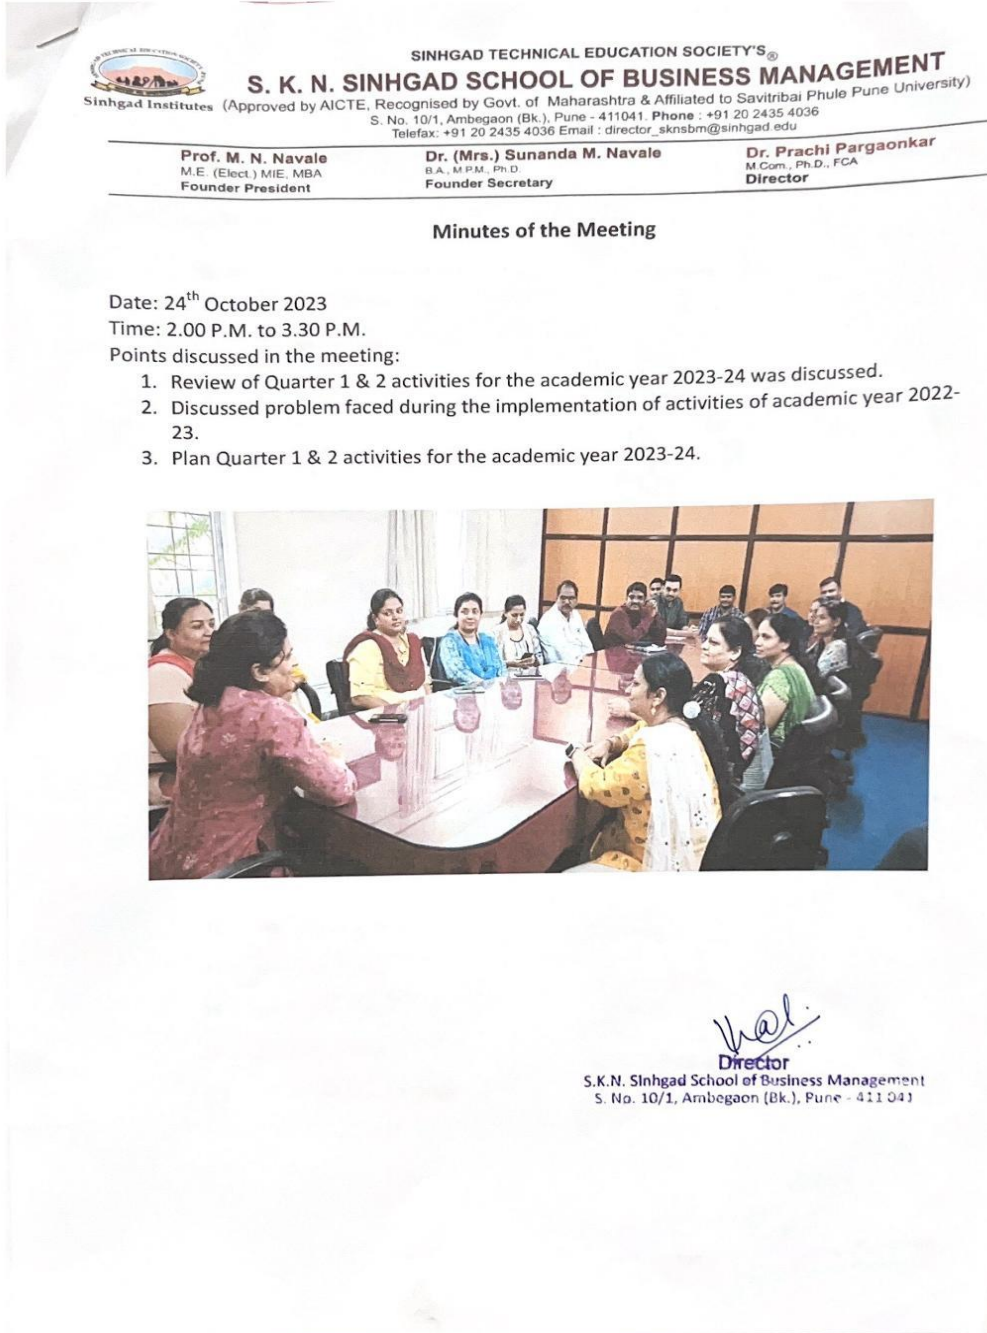 SINHGAD TECHNICAL EDUCATION SOCIETY'S®
S. K. N. SINHGAD SCHOOL OF BUSINESS MANAGEMENT
Sinhgad Institutes
(Approved by AICTE, Recognised by Govt. of Maharashtra & Affiliated to Savitribai Phule Pune University)
S. No. 10/1, Ambegaon (Bk.), Pune - 411041. Phone : +91 20 2435 4036
Telefax: +91 20 2435 4036 Email : director_sknsbm@sinhgad.edu
Prof. M. N. Navale
M.E. (Elect.) MIE, MBA
Founder President
Dr. (Mrs.) Sunanda M. Navale
B.A., M.P.M., Ph.D.
Founder Secretary
Dr. Prachi Pargaonkar
M.Com., Ph.D., FCA
Director
Minutes of the Meeting
Date: 24th October 2023
Time: 2.00 P.M. to 3.30 P.M.
Points discussed in the meeting:
1. Review of Quarter 1 & 2 activities for the academic year 2023-24 was discussed.
2. Discussed problem faced during the implementation of activities of academic year 2022-
23.
3. Plan Quarter 1 & 2 activities for the academic year 2023-24.
Director
S.K.N. Sinhgad School of Business Management
S. No. 10/1, Ambegaon (Bk.), Pune - 411 041